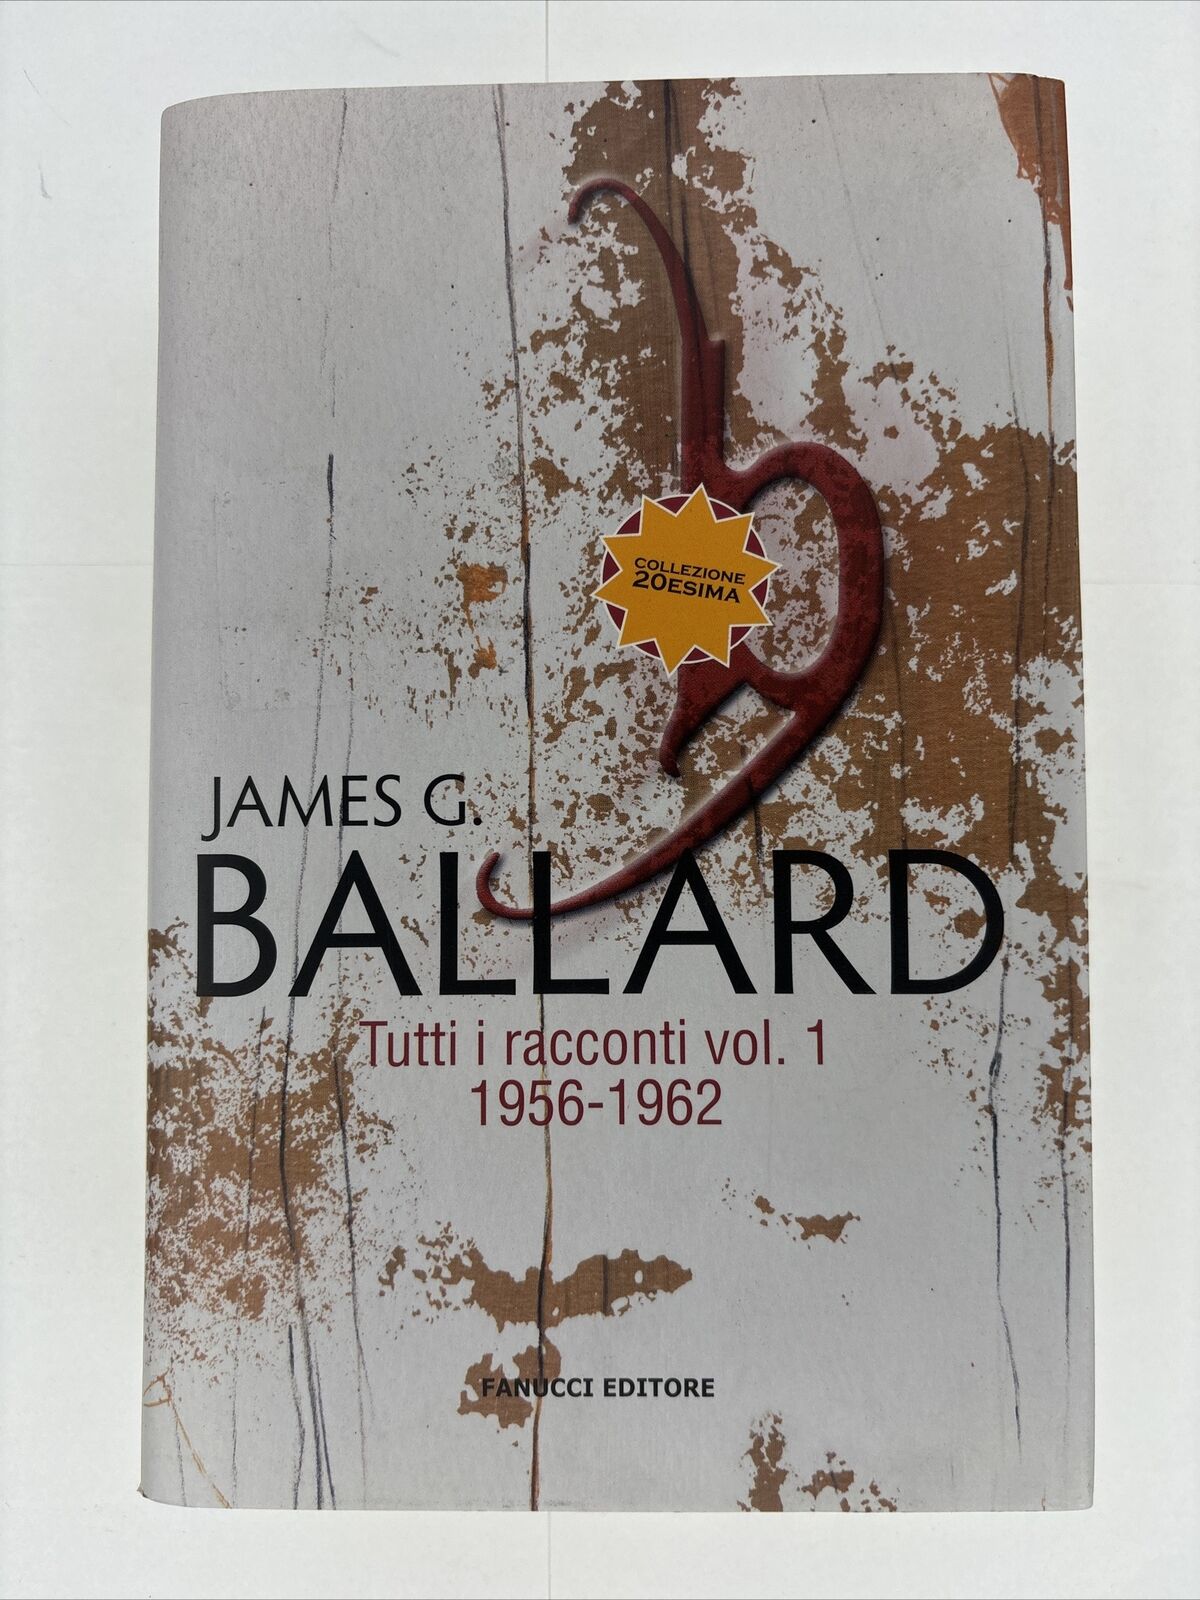 COLLEZIONE
20ESIMA
JAMES G.
BALLARD
Tutti i racconti vol. 1
1956-1962
FANUCCI EDITORE